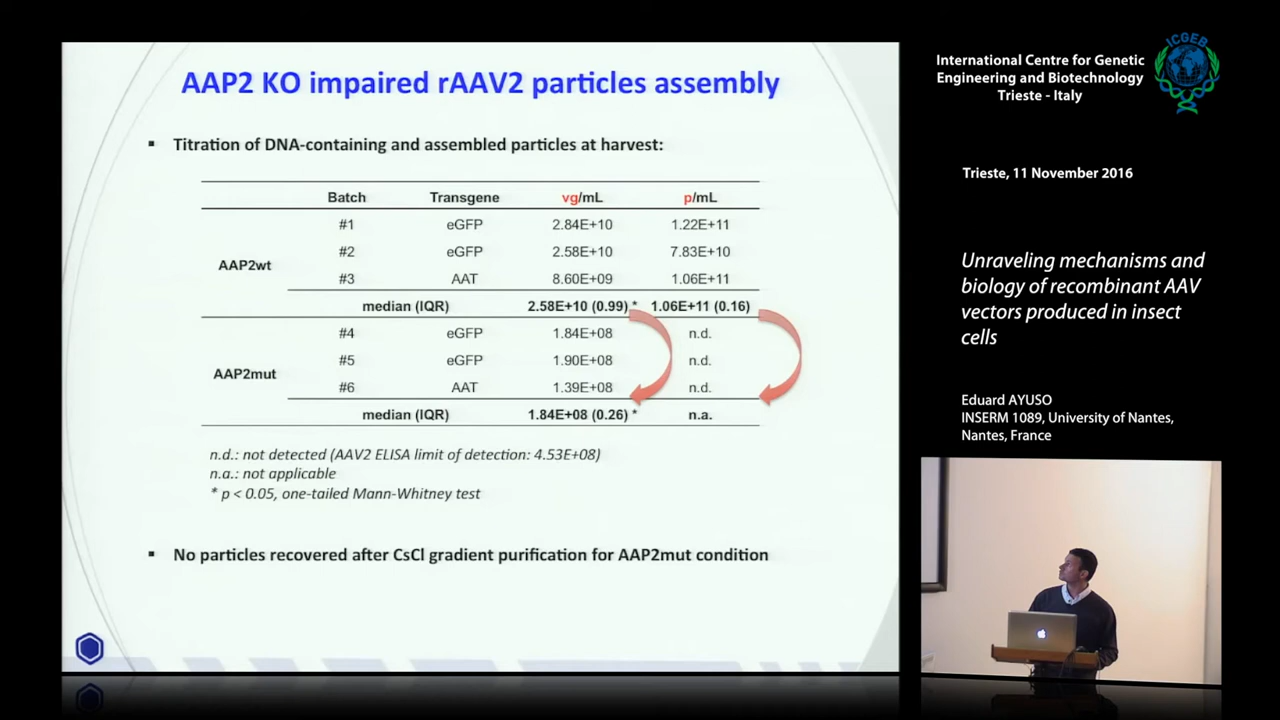 AAP2 KO impaired rAAV2 particles assembly
▪ Titration of DNA-containing and assembled particles at harvest:
Batch Transgene vg/mL p/mL
#1 eGFP 2.84E+10 1.22E+11
#2 eGFP 2.58E+10 7.83E+10
AAP2wt
#3 AAT 8.60E+09 1.06E+11
median (IQR) 2.58E+10 (0.99) * 1.06E+11 (0.16)
#4 eGFP 1.84E+08 n.d.
#5 eGFP 1.90E+08 n.d.
AAP2mut
#6 AAT 1.39E+08 n.d.
median (IQR) 1.84E+08 (0.26) * n.a.
n.d.: not detected (AAV2 ELISA limit of detection: 4.53E+08)
n.a.: not applicable
* p < 0.05, one-tailed Mann-Whitney test
▪ No particles recovered after CsCl gradient purification for AAP2mut condition
International Centre for Genetic
Engineering and Biotechnology
Trieste - Italy
ICGEB
Trieste, 11 November 2016
Unraveling mechanisms and
biology of recombinant AAV
vectors produced in insect
cells
Eduard AYUSO
INSERM 1089, University of Nantes,
Nantes, France